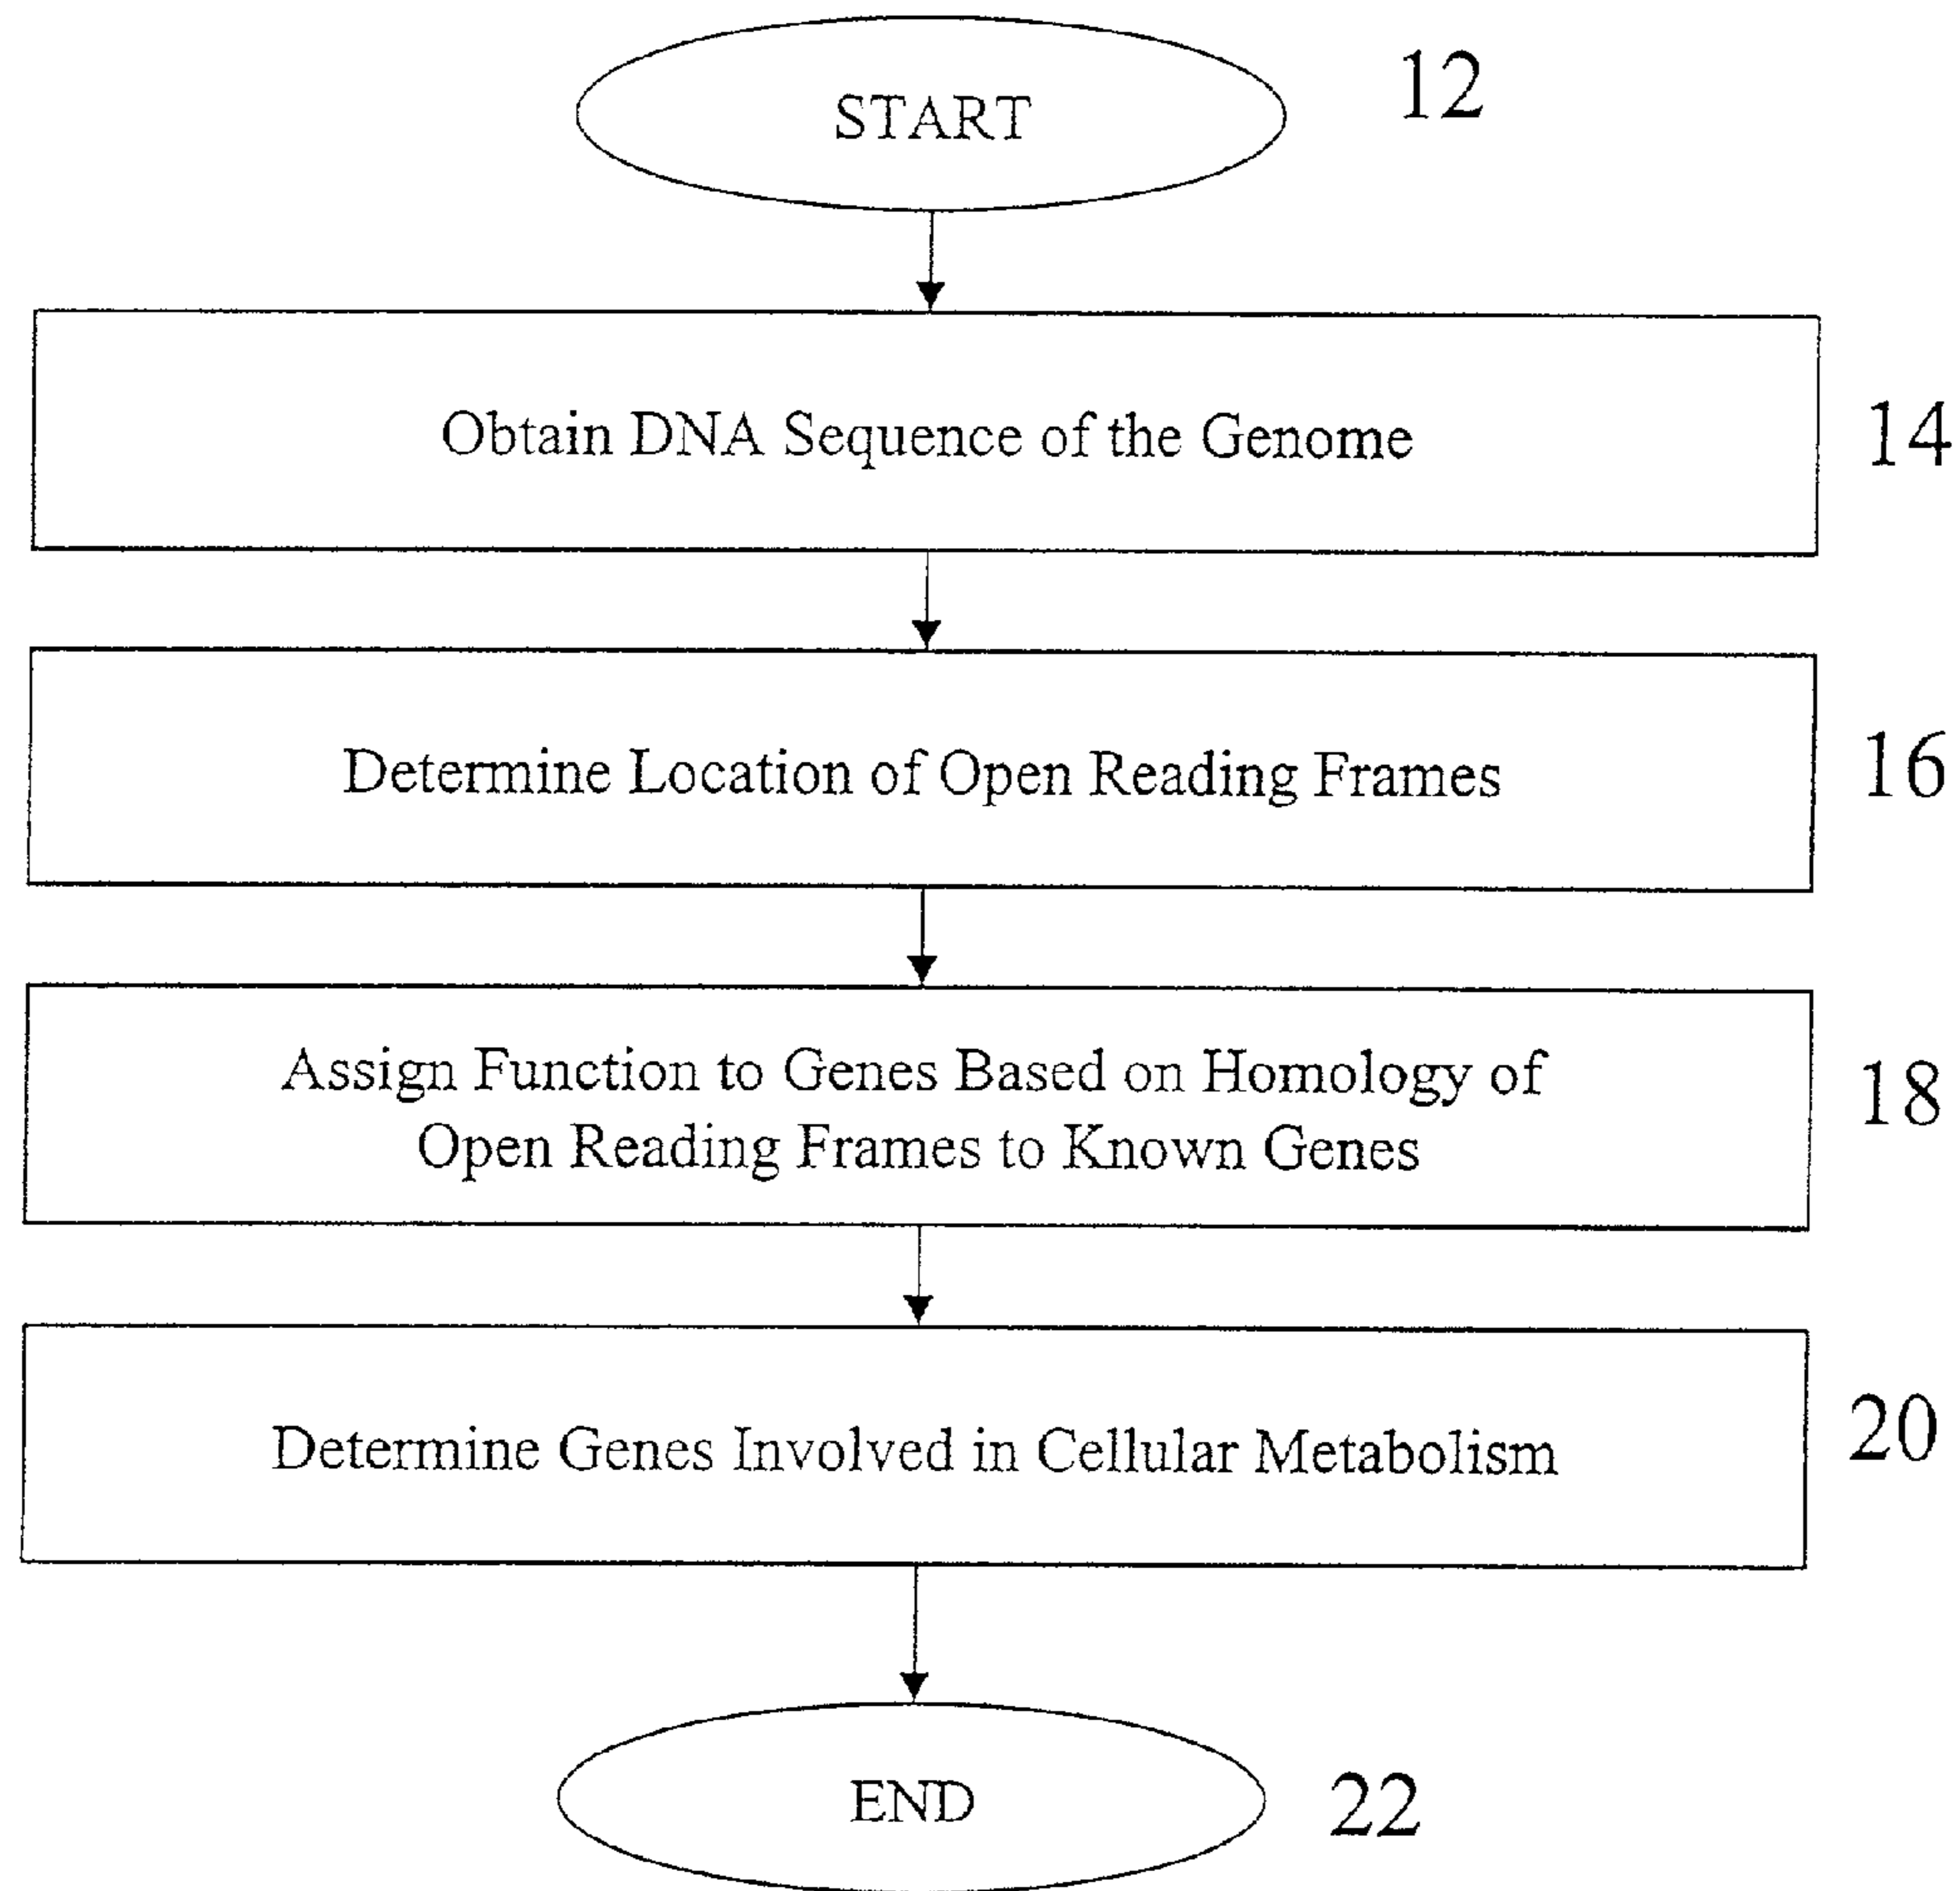 START
12
Obtain DNA Sequence of the Genome
14
Determine Location of Open Reading Frames
16
Assign Function to Genes Based on Homology of
Open Reading Frames to Known Genes
18
Determine Genes Involved in Cellular Metabolism
20
END
22